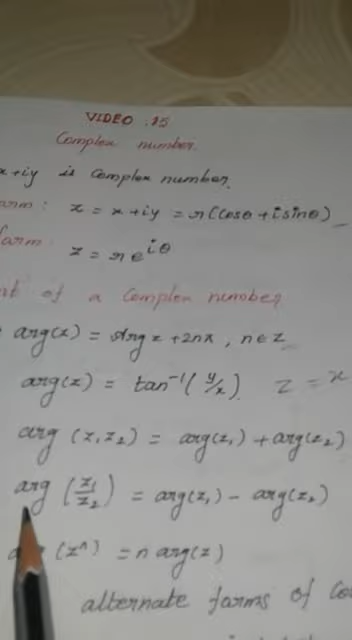 VIDEO :15
Complex number.
x+iy is complex number.
z = x+iy = r(cosθ + isinθ)
z = re^iθ
of a complex number
arg(z) = Arg z + 2nπ, n∈z
arg(z) = tan⁻¹(y/x) z = x
arg (z₁z₂) = arg(z₁) + arg(z₂)
arg (z₁/z₂) = arg(z₁) - arg(z₂)
(zⁿ) = n arg(z)
alternate forms of